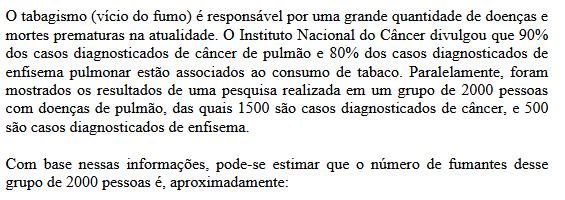 O tabagismo (vício do fumo) é responsável por uma grande quantidade de doenças e
mortes prematuras na atualidade. O Instituto Nacional do Câncer divulgou que 90%
dos casos diagnosticados de câncer de pulmão e 80% dos casos diagnosticados de
enfisema pulmonar estão associados ao consumo de tabaco. Paralelamente, foram
mostrados os resultados de uma pesquisa realizada em um grupo de 2000 pessoas
com doenças de pulmão, das quais 1500 são casos diagnosticados de câncer, e 500
são casos diagnosticados de enfisema.
Com base nessas informações, pode-se estimar que o número de fumantes desse
grupo de 2000 pessoas é, aproximadamente: